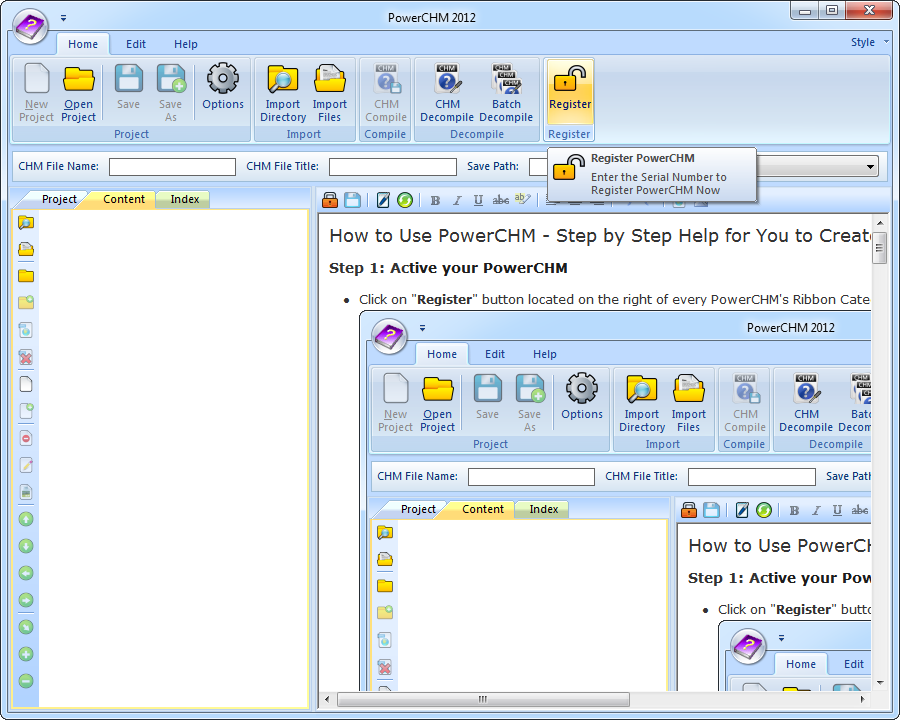 PowerCHM 2012
Home Edit Help Style
New Project Open Project Save Save As Options Import Directory Import Files CHM Compile CHM Decompile Batch Decompile Register
Project Import Compile Decompile Register
CHM File Name: CHM File Title: Save Path:
Register PowerCHM
Enter the Serial Number to
Register PowerCHM Now
Project Content Index
B I U abc ab
How to Use PowerCHM - Step by Step Help for You to Create
Step 1: Active your PowerCHM
• Click on "Register" button located on the right of every PowerCHM's Ribbon Cate
PowerCHM 2012
Home Edit Help
New Project Open Project Save Save As Options Import Directory Import Files CHM Compile CHM Decompile Batc Decom
Project Import Compile Decompile
CHM File Name: CHM File Title: Save Path
Project Content Index
B I U abc
How to Use PowerCH
Step 1: Active your Pow
• Click on "Register" butto
Home Edit